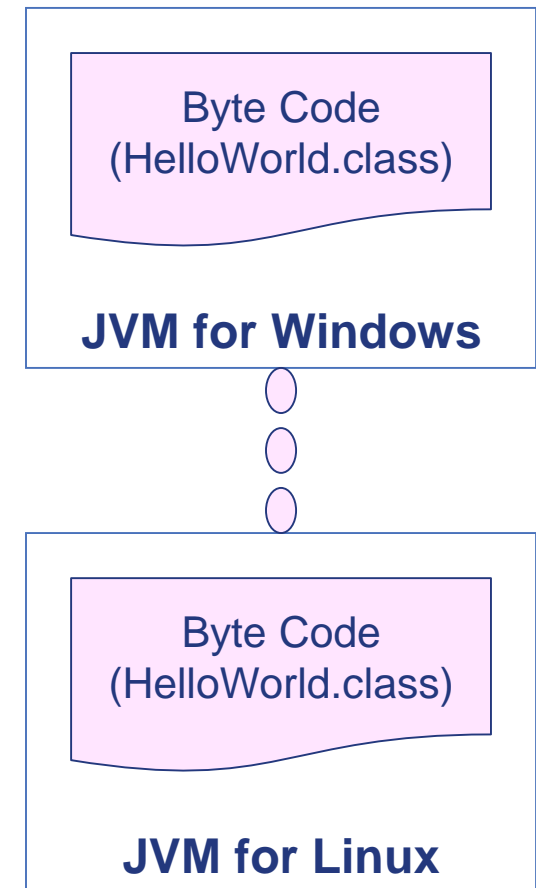 Byte Code
(HelloWorld.class)
JVM for Windows
Byte Code
(HelloWorld.class)
JVM for Linux